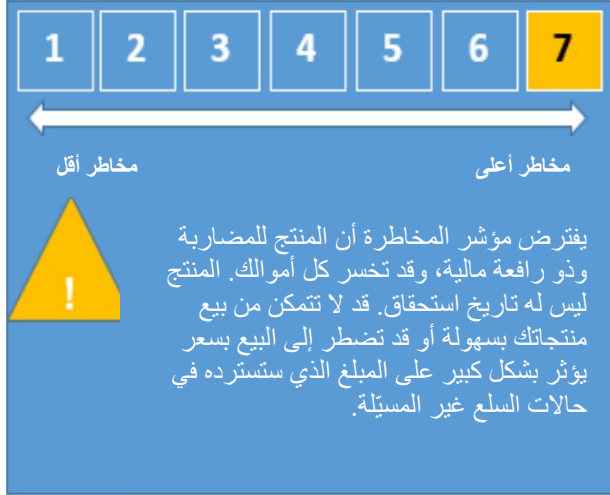 1 2 3 4 5 6 7
مخاطر أقل
مخاطر أعلى
يفترض مؤشر المخاطرة أن المنتج للمضاربة
وذو رافعة مالية، وقد تخسر كل أموالك. المنتج
ليس له تاريخ استحقاق. قد لا تتمكن من بيع
منتجاتك بسهولة أو قد تضطر إلى البيع بسعر
يؤثر بشكل كبير على المبلغ الذي ستسترده في
حالات السلع غير المسيّلة.
!